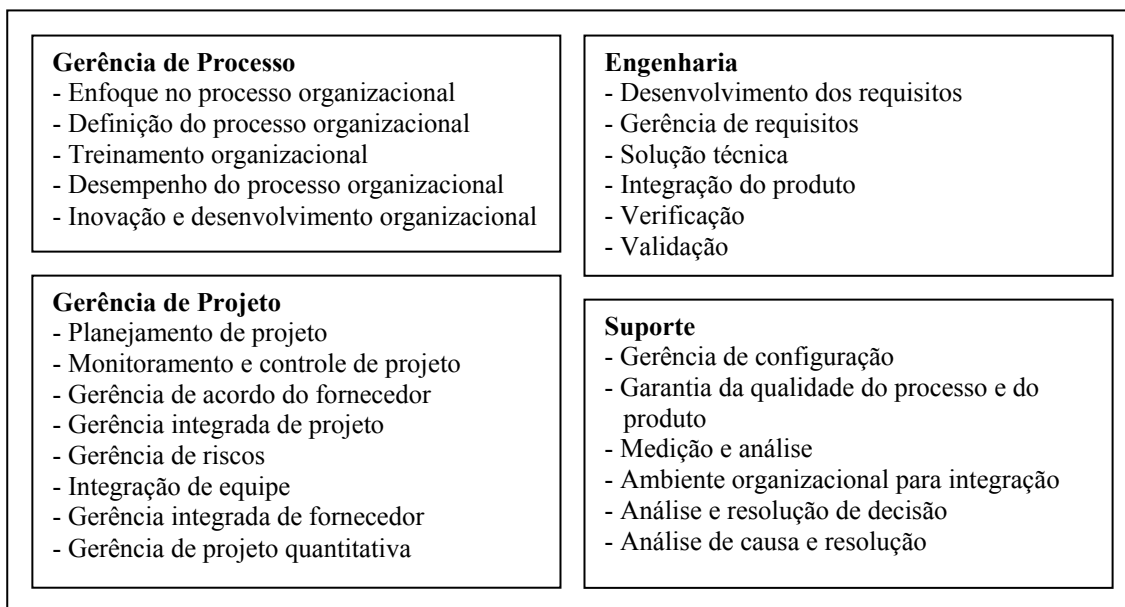 Gerência de Processo
- Enfoque no processo organizacional
- Definição do processo organizacional
- Treinamento organizacional
- Desempenho do processo organizacional
- Inovação e desenvolvimento organizacional
Gerência de Projeto
- Planejamento de projeto
- Monitoramento e controle de projeto
- Gerência de acordo do fornecedor
- Gerência integrada de projeto
- Gerência de riscos
- Integração de equipe
- Gerência integrada de fornecedor
- Gerência de projeto quantitativa
Engenharia
- Desenvolvimento dos requisitos
- Gerência de requisitos
- Solução técnica
- Integração do produto
- Verificação
- Validação
Suporte
- Gerência de configuração
- Garantia da qualidade do processo e do
produto
- Medição e análise
- Ambiente organizacional para integração
- Análise e resolução de decisão
- Análise de causa e resolução